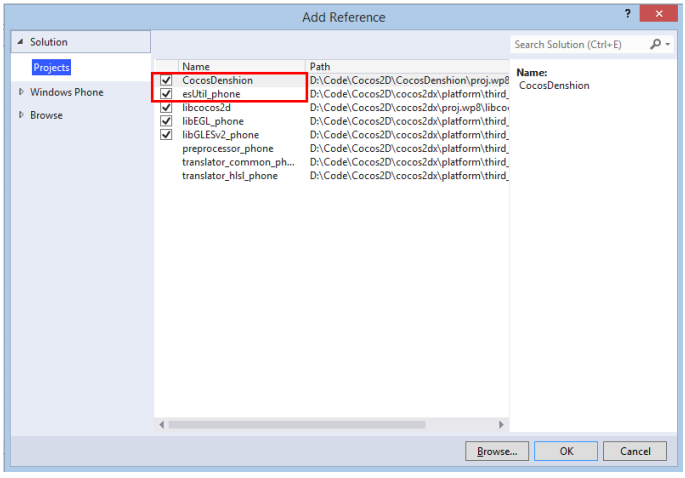 Add Reference
? ×
Solution
Search Solution (Ctrl+E)
Projects
Windows Phone
Browse
Name Path
CocosDenshion D:\Code\Cocos2D\CocosDenshion\proj.wp8
esUtil_phone D:\Code\Cocos2D\cocos2dx\platform\third_
libcocos2d D:\Code\Cocos2D\cocos2dx\proj.wp8\libco
libEGL_phone D:\Code\Cocos2D\cocos2dx\platform\third_
libGLESv2_phone D:\Code\Cocos2D\cocos2dx\platform\third_
preprocessor_phone D:\Code\Cocos2D\cocos2dx\platform\third_
translator_common_ph... D:\Code\Cocos2D\cocos2dx\platform\third_
translator_hlsl_phone D:\Code\Cocos2D\cocos2dx\platform\third_
Name:
CocosDenshion
Browse... OK Cancel